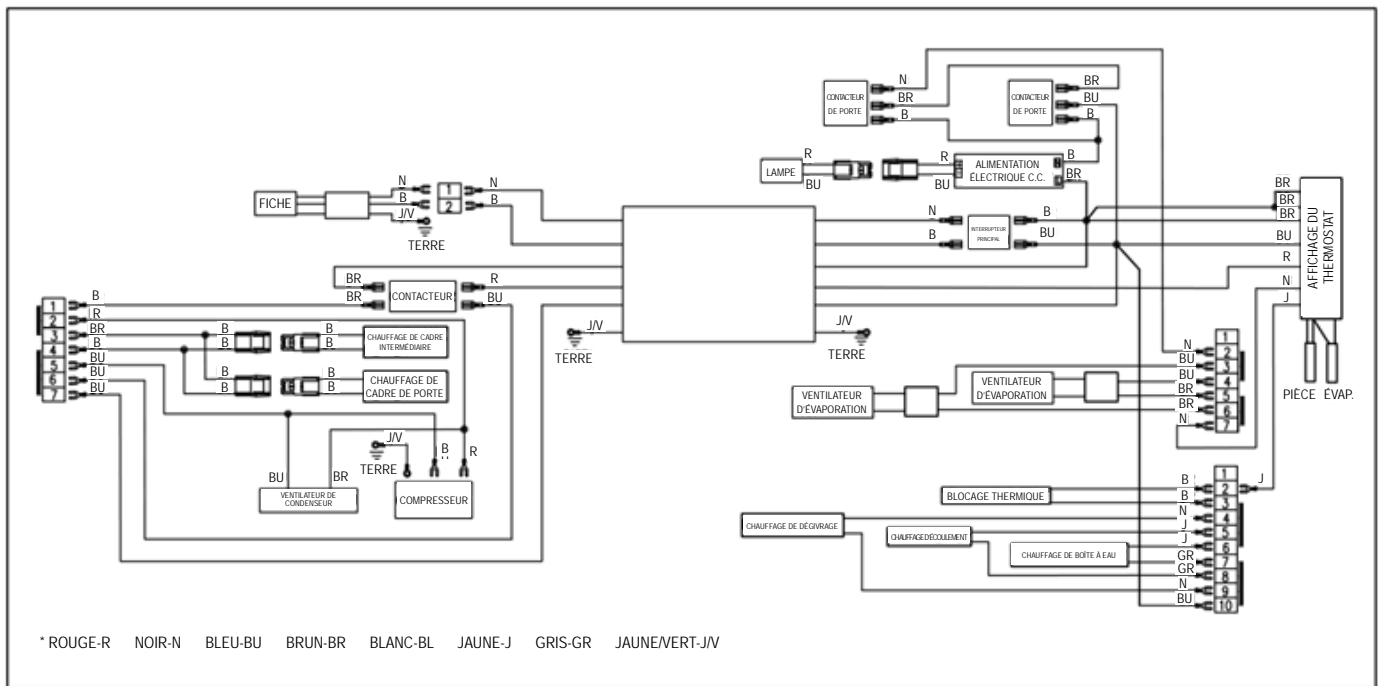 N
BR
B
CONTACTEUR
DE PORTE
BR
BU
B
CONTACTEUR
DE PORTE
LAMPE
R
BU
R
BU
ALIMENTATION
ÉLECTRIQUE C.C.
B
BR
FICHE
N
B
J/V
TERRE
1
2
N
B
N
B
INTERRUPTEUR
PRINCIPAL
B
BU
BR
BR
BR
BU
R
N
J
AFFICHAGE DU
THERMOSTAT
PIÈCE ÉVAP.
BR
BR
CONTACTEUR
R
BU
J/V
TERRE
J/V
TERRE
1
2
3
4
5
6
7
B
R
BR
B
BU
BU
BU
B
B
B
B
CHAUFFAGE DE CADRE
INTERMÉDIAIRE
B
B
B
B
CHAUFFAGE DE
CADRE DE PORTE
BU
BR
VENTILATEUR DE
CONDENSEUR
J/V
TERRE
B
R
COMPRESSEUR
VENTILATEUR
D'ÉVAPORATION
VENTILATEUR
D'ÉVAPORATION
N
BU
BU
BR
BR
N
1
2
3
4
5
6
7
BLOCAGE THERMIQUE
CHAUFFAGE DE DÉGIVRAGE
CHAUFFAGE D'ÉCOULEMENT
CHAUFFAGE DE BOÎTE À EAU
B
B
N
J
J
GR
GR
N
BU
1
2
3
4
5
6
7
8
9
10
J
* ROUGE-R NOIR-N BLEU-BU BRUN-BR BLANC-BL JAUNE-J GRIS-GR JAUNE/VERT-J/V